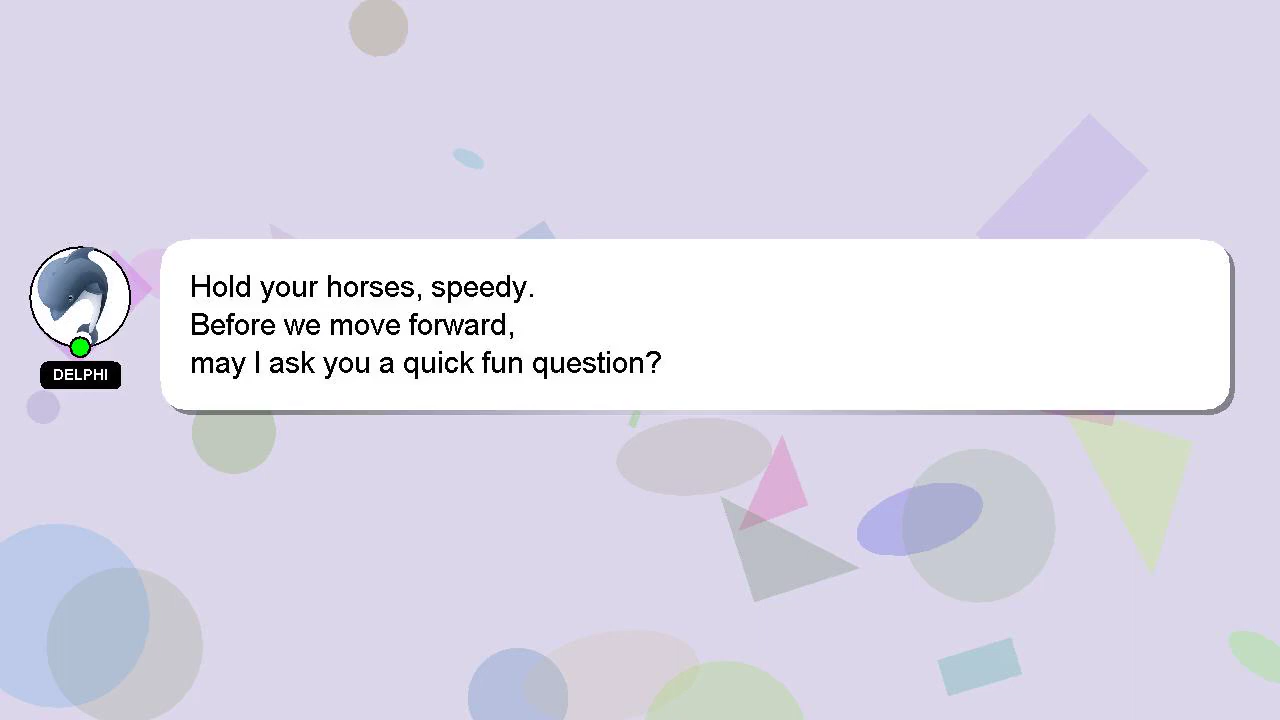 Hold your horses, speedy.
Before we move forward,
may I ask you a quick fun question?
DELPHI